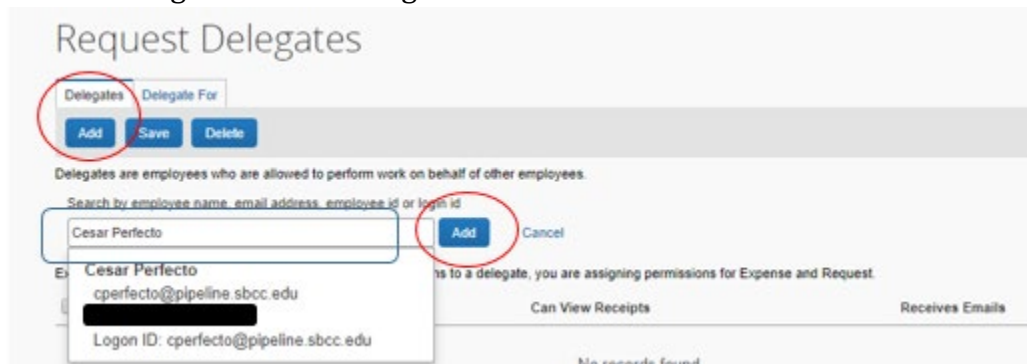 Request Delegates
Delegates Delegate For
Add Save Delete
Delegates are employees who are allowed to perform work on behalf of other employees.
Search by employee name, email address, employee id or login id
Cesar Perfecto Add Cancel
Cesar Perfecto
ns to a delegate, you are assigning permissions for Expense and Request.
cperfecto@pipeline.sbcc.edu
Can View Receipts Receives Emails
Logon ID: cperfecto@pipeline.sbcc.edu
No records found